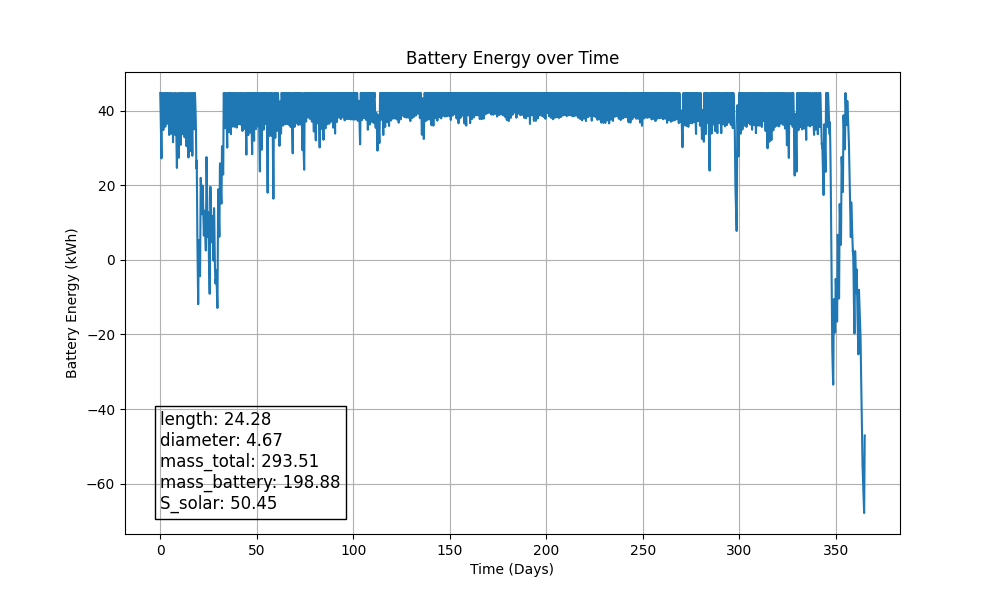 Battery Energy over Time
Battery Energy (kWh)
40
20
0
−20
−40
−60
length: 24.28
diameter: 4.67
mass_total: 293.51
mass_battery: 198.88
S_solar: 50.45
0 50 100 150 200 250 300 350
Time (Days)